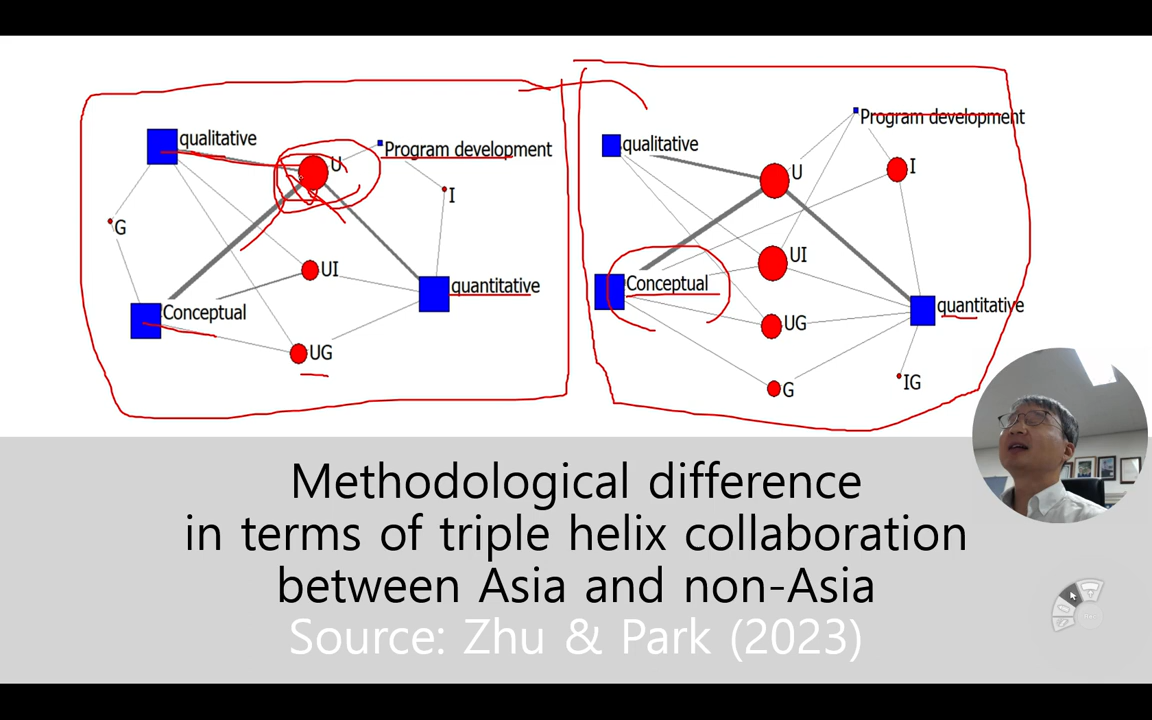 qualitative
U
Program development
I
G
UI
quantitative
Conceptual
UG
Program development
qualitative
I
U
UI
Conceptual
quantitative
UG
IG
G
Methodological difference
in terms of triple helix collaboration
between Asia and non-Asia
Source: Zhu & Park (2023)